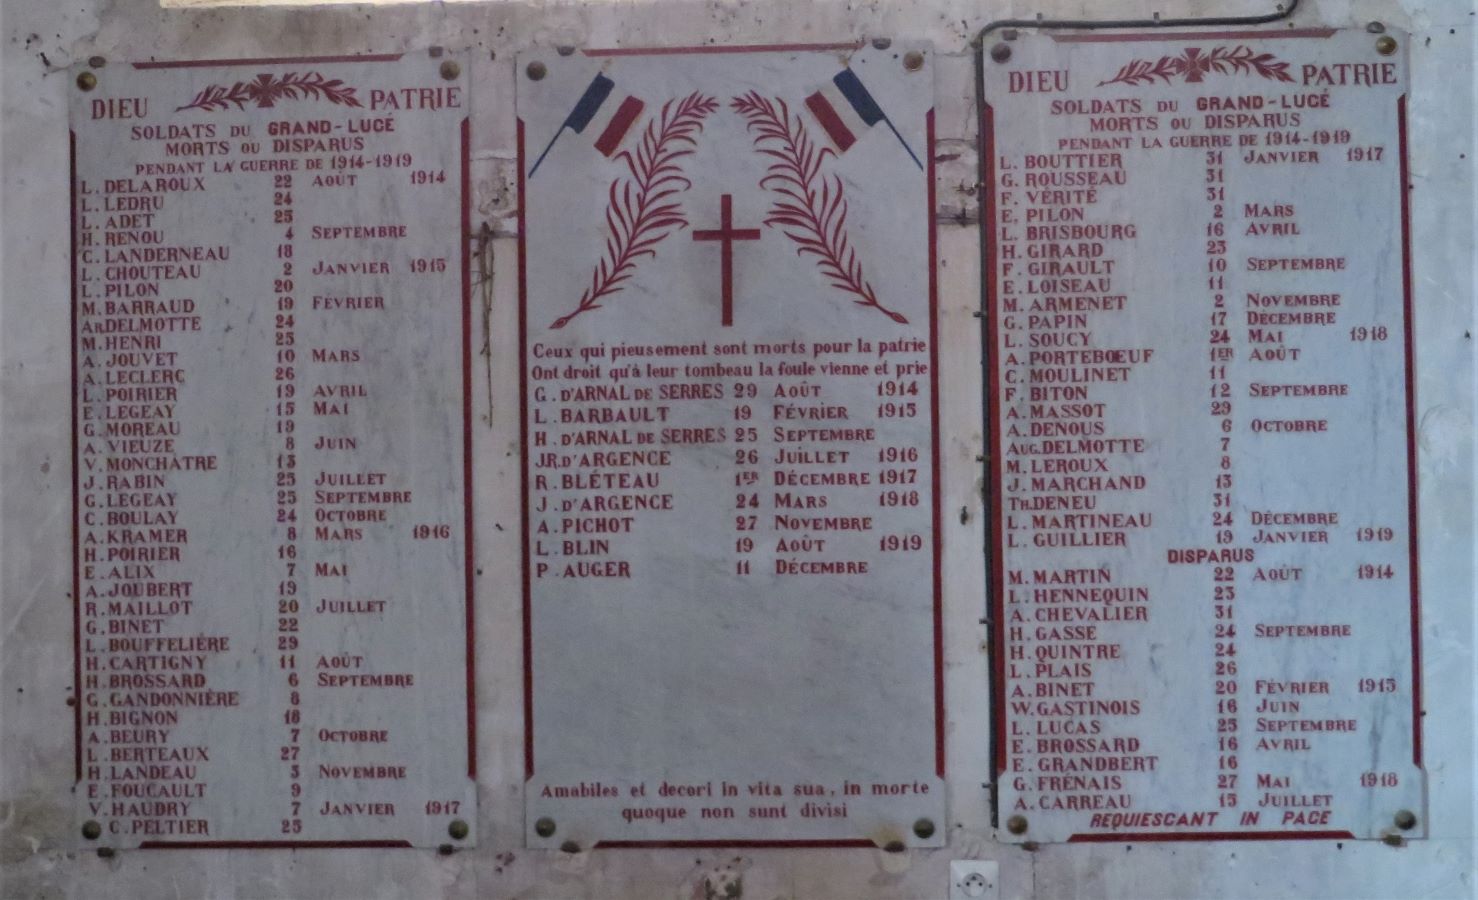 DIEU PATRIE
SOLDATS DU GRAND-LUCÉ
MORTS OU DISPARUS
PENDANT LA GUERRE DE 1914-1919
L. DELAROUX 22 AOÛT 1914
L. LEDRU 24
L. ADET 25
H. RENOU 4 SEPTEMBRE
C. LANDERNEAU 18
L. CHOUTEAU 2 JANVIER 1915
L. PILON 20
M. BARRAUD 19 FÉVRIER
AR. DELMOTTE 24
M. HENRI 25
A. JOUVET 10 MARS
A. LECLERC 26
L. POIRIER 19 AVRIL
E. LEGEAY 15 MAI
G. MOREAU 19
A. VIEUZE 8 JUIN
V. MONCHÂTRE 13
J. RABIN 25 JUILLET
G. LEGEAY 25 SEPTEMBRE
C. BOULAY 24 OCTOBRE
A. KRAMER 8 MARS 1916
H. POIRIER 16
E. ALIX 7 MAI
A. JOUBERT 19
R. MAILLOT 20 JUILLET
G. BINET 22
L. BOUFFELIÉRE 29
H. CARTIGNY 11 AOÛT
H. BROSSARD 6 SEPTEMBRE
G. GANDONNIÈRE 8
H. BIGNON 18
A. BEURY 7 OCTOBRE
L. BERTEAUX 27
H. LANDEAU 3 NOVEMBRE
E. FOUCAULT 9
V. HAUDRY 7 JANVIER 1917
C. PELTIER 25
Ceux qui pieusement sont morts pour la patrie
Ont droit qu'à leur tombeau la foule vienne et prie
G. D'ARNAL DE SERRES 29 AOÛT 1914
L. BARBAULT 19 FÉVRIER 1915
H. D'ARNAL DE SERRES 25 SEPTEMBRE
JR. D'ARGENCE 26 JUILLET 1916
R. BLÉTEAU 1ER DÉCEMBRE 1917
J. D'ARGENCE 24 MARS 1918
A. PICHOT 27 NOVEMBRE
L. BLIN 19 AOÛT 1919
P. AUGER 11 DÉCEMBRE
Amabiles et decori in vita sua, in morte
quoque non sunt divisi
DIEU PATRIE
SOLDATS DU GRAND-LUCÉ
MORTS OU DISPARUS
PENDANT LA GUERRE DE 1914-1919
L. BOUTTIER 31 JANVIER 1917
G. ROUSSEAU 31
F. VÉRITÉ 31
E. PILON 2 MARS
L. BRISBOURG 16 AVRIL
H. GIRARD 23
F. GIRAULT 10 SEPTEMBRE
E. LOISEAU 11
M. ARMENET 2 NOVEMBRE
G. PAPIN 17 DÉCEMBRE
L. SOUCY 24 MAI 1918
A. PORTEBŒUF 1ER AOÛT
C. MOULINET 11
F. BITON 12 SEPTEMBRE
A. MASSOT 29
A. DENOUS 6 OCTOBRE
AUG. DELMOTTE 7
M. LEROUX 8
J. MARCHAND 13
TH. DENEU 31
L. MARTINEAU 24 DÉCEMBRE
L. GUILLIER 19 JANVIER 1919
DISPARUS
M. MARTIN 22 AOÛT 1914
L. HENNEQUIN 23
A. CHEVALIER 31
H. GASSE 24 SEPTEMBRE
H. QUINTRE 24
L. PLAIS 26
A. BINET 20 FÉVRIER 1915
W. GASTINOIS 16 JUIN
L. LUCAS 25 SEPTEMBRE
E. BROSSARD 16 AVRIL
E. GRANDBERT 16
G. FRÉNAIS 27 MAI 1918
A. CARREAU 15 JUILLET
REQUIESCANT IN PACE